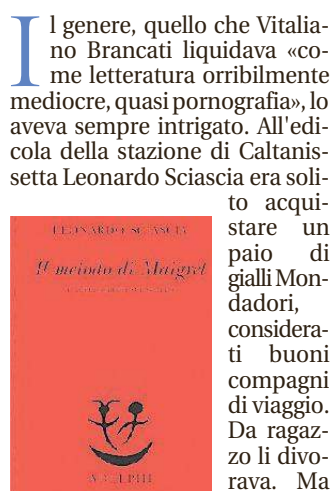 Il genere, quello che Vitalia-
no Brancati liquidava «co-
me letteratura orribilmente
mediocre, quasi pornografia», lo
aveva sempre intrigato. All'edi-
cola della stazione di Caltanis-
setta Leonardo Sciascia era soli-
to acqui-
stare un
paio di
gialli Mon-
dadori,
considera-
ti buoni
compagni
di viaggio.
Da ragaz-
zo li divo-
rava. Ma
LEONARDO SCIASCIA
Il metodo di Maigret
ADELPHI